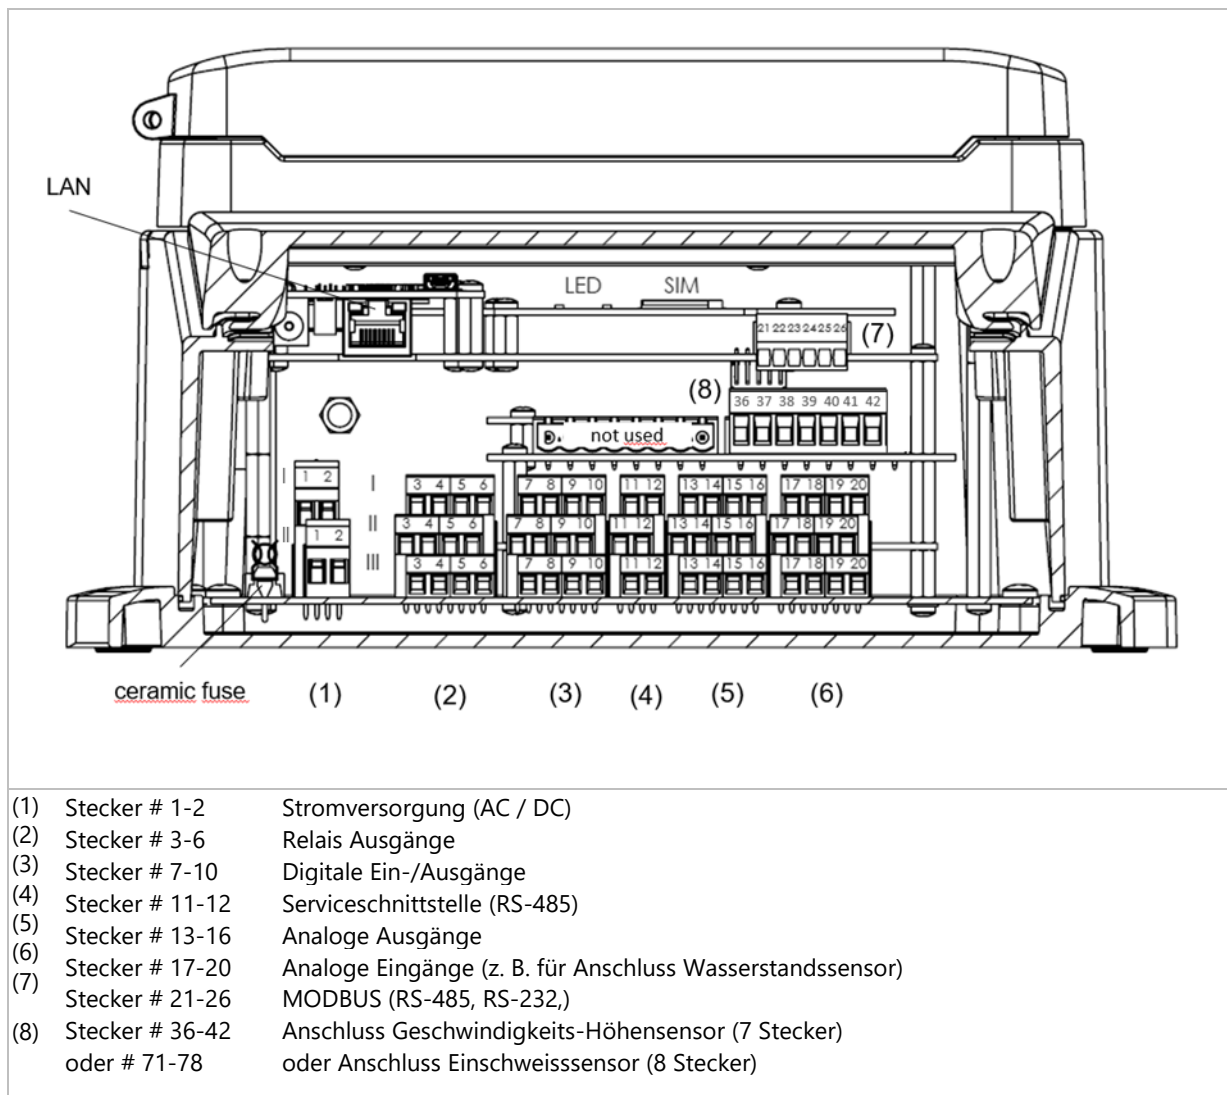 LAN
LED SIM
21 22 23 24 25 26 (7)
(8)
36 37 38 39 40 41 42
not used
I 1 2 I 3 4 5 6 7 8 9 10 11 12 13 14 15 16 17 18 19 20
II 1 2 II 3 4 5 6 7 8 9 10 11 12 13 14 15 16 17 18 19 20
III 3 4 5 6 7 8 9 10 11 12 13 14 15 16 17 18 19 20
ceramic fuse (1) (2) (3) (4) (5) (6)
(1) Stecker # 1-2 Stromversorgung (AC / DC)
(2) Stecker # 3-6 Relais Ausgänge
(3) Stecker # 7-10 Digitale Ein-/Ausgänge
(4) Stecker # 11-12 Serviceschnittstelle (RS-485)
(5) Stecker # 13-16 Analoge Ausgänge
(6) Stecker # 17-20 Analoge Eingänge (z. B. für Anschluss Wasserstandssensor)
(7) Stecker # 21-26 MODBUS (RS-485, RS-232,)
(8) Stecker # 36-42 Anschluss Geschwindigkeits-Höhensensor (7 Stecker)
oder # 71-78 oder Anschluss Einschweisssensor (8 Stecker)